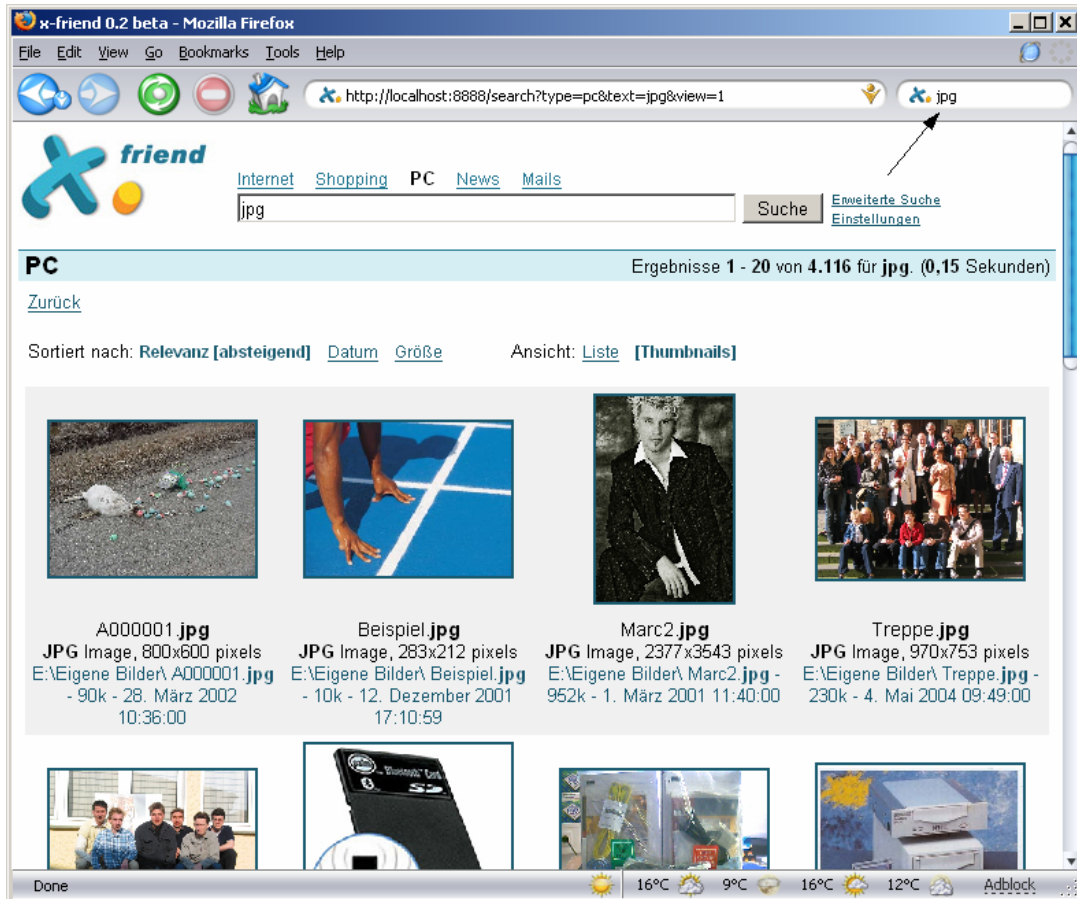 x-friend 0.2 beta - Mozilla Firefox
File Edit View Go Bookmarks Tools Help
http://localhost:8888/search?type=pc&text=jpg&view=1 jpg
friend
Internet Shopping PC News Mails
jpg Suche Erweiterte Suche
Einstellungen
PC Ergebnisse 1 - 20 von 4.116 für jpg. (0,15 Sekunden)
Zurück
Sortiert nach: Relevanz [absteigend] Datum Größe Ansicht: Liste [Thumbnails]
A000001.jpg
JPG Image, 800x600 pixels
E:\Eigene Bilder\ A000001.jpg
- 90k - 28. März 2002
10:36:00
Beispiel.jpg
JPG Image, 283x212 pixels
E:\Eigene Bilder\ Beispiel.jpg
- 10k - 12. Dezember 2001
17:10:59
Marc2.jpg
JPG Image, 2377x3543 pixels
E:\Eigene Bilder\ Marc2.jpg -
952k - 1. März 2001 11:40:00
Treppe.jpg
JPG Image, 970x753 pixels
E:\Eigene Bilder\ Treppe.jpg -
230k - 4. Mai 2004 09:49:00
Bluetooth Card
Done 16°C 9°C 16°C 12°C Adblock